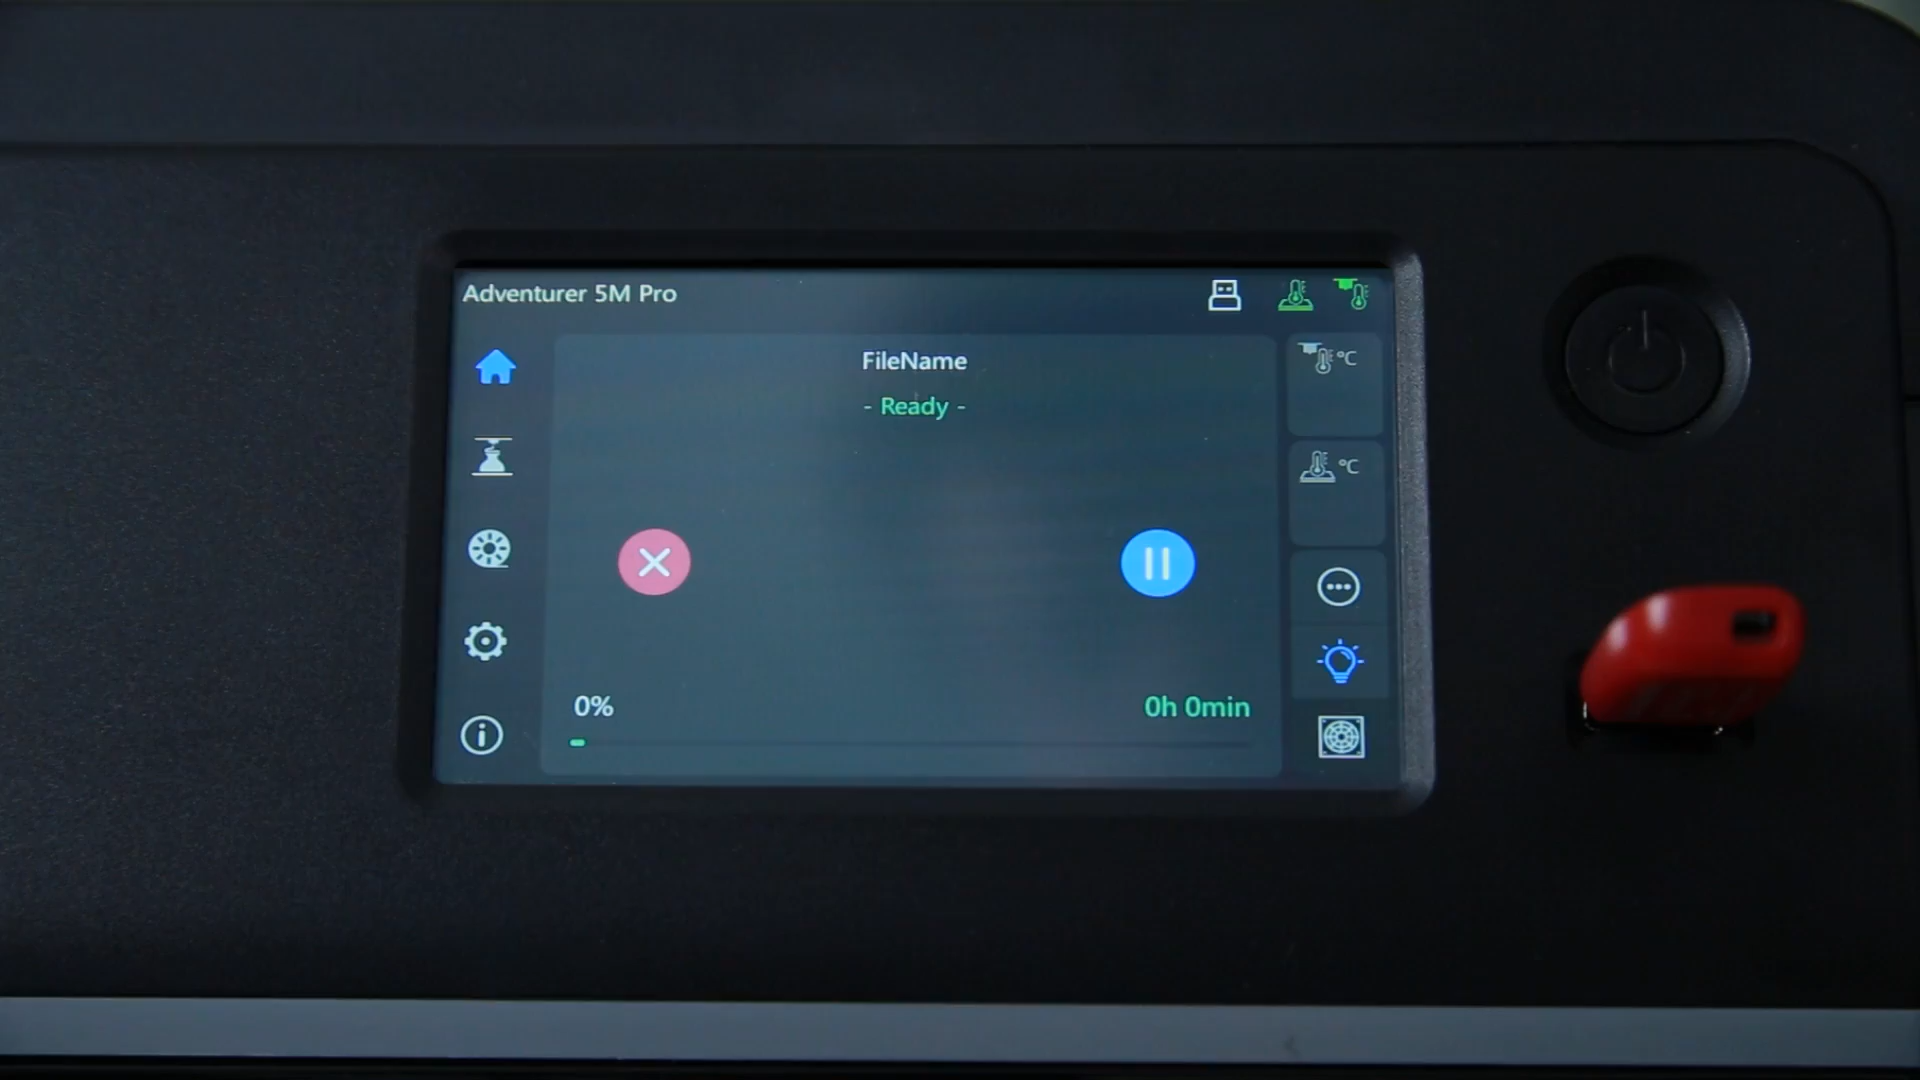 Adventurer 5M Pro
FileName
- Ready -
°C
°C
0%
0h 0min